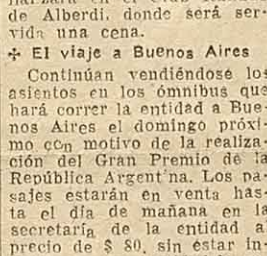 de Alberdi, donde será ser-
vida una cena.
✢ El viaje a Buenos Aires
Continúan vendiéndose los
asientos en los ómnibus que
hará correr la entidad a Bue-
nos Aires el domingo próxi-
mo con motivo de la realiza-
ción del Gran Premio de la
República Argent'na. Los pa-
sajes estarán en venta has-
ta el día de mañana en la
secretaría de la entidad a
precio de $ 80, sin estar in-